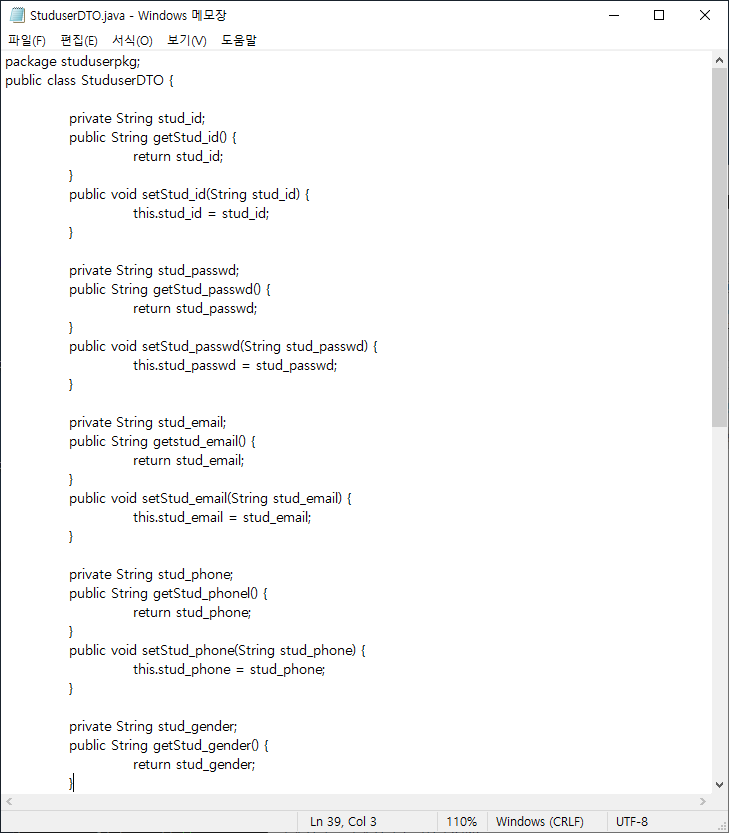 StuduserDTO.java - Windows 메모장
파일(F) 편집(E) 서식(O) 보기(V) 도움말
package studuserpkg;
public class StuduserDTO {
private String stud_id;
public String getStud_id() {
return stud_id;
}
public void setStud_id(String stud_id) {
this.stud_id = stud_id;
}
private String stud_passwd;
public String getStud_passwd() {
return stud_passwd;
}
public void setStud_passwd(String stud_passwd) {
this.stud_passwd = stud_passwd;
}
private String stud_email;
public String getstud_email() {
return stud_email;
}
public void setStud_email(String stud_email) {
this.stud_email = stud_email;
}
private String stud_phone;
public String getStud_phonel() {
return stud_phone;
}
public void setStud_phone(String stud_phone) {
this.stud_phone = stud_phone;
}
private String stud_gender;
public String getStud_gender() {
return stud_gender;
}
Ln 39, Col 3 110% Windows (CRLF) UTF-8